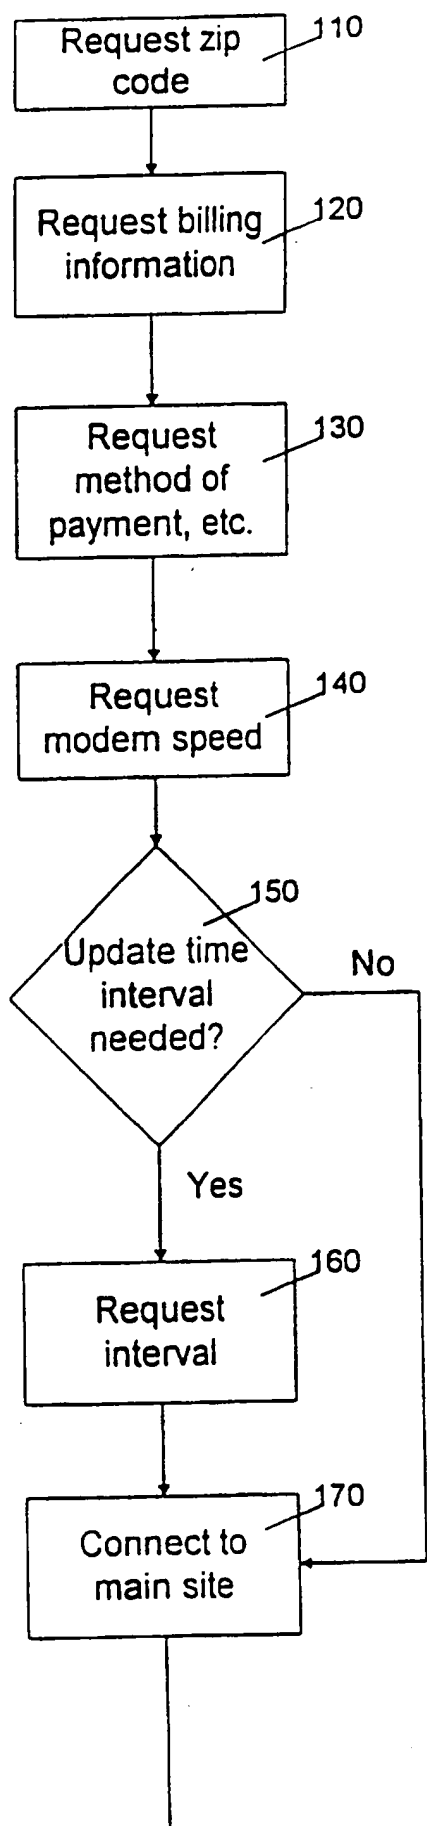 Request zip
code
110
Request billing
information
120
Request
method of
payment, etc.
130
Request
modem speed
140
Update time
interval
needed?
150
No
Yes
Request
interval
160
Connect to
main site
170